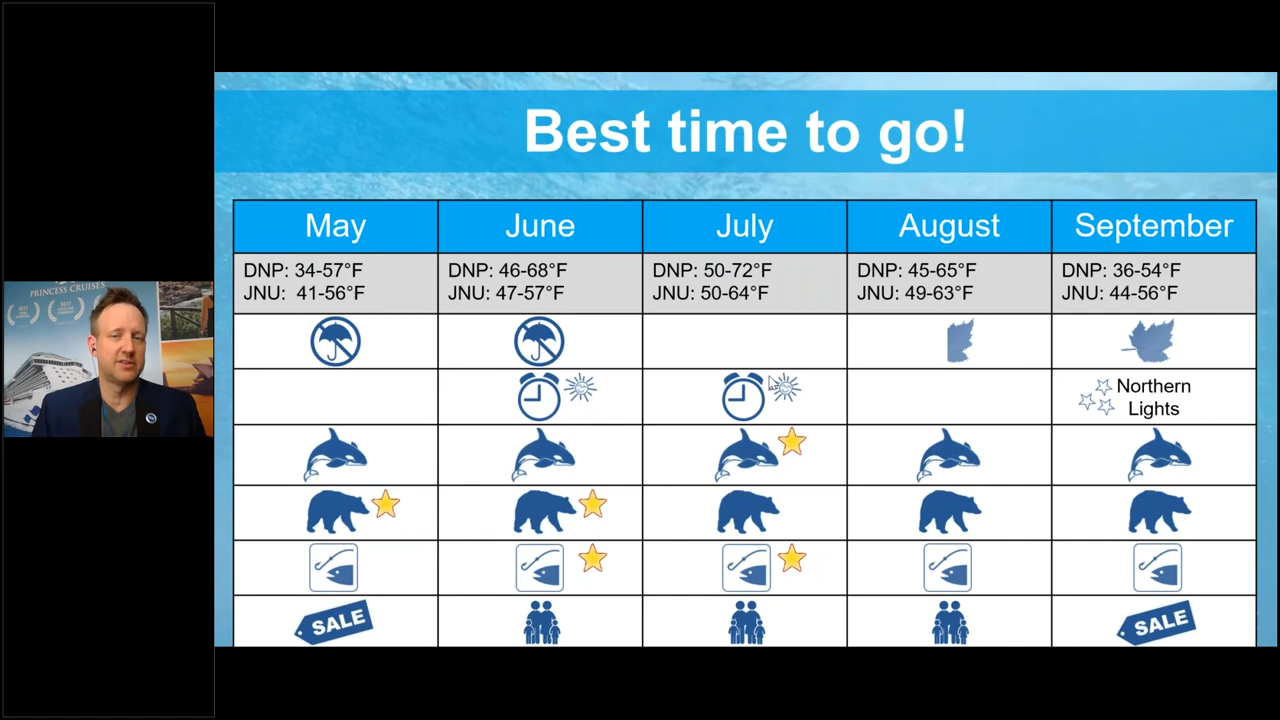 Best time to go!
May June July August September
DNP: 34-57°F DNP: 46-68°F DNP: 50-72°F DNP: 45-65°F DNP: 36-54°F
JNU: 41-56°F JNU: 47-57°F JNU: 50-64°F JNU: 49-63°F JNU: 44-56°F
Northern
Lights
SALE SALE
PRINCESS CRUISES
BEST BEST